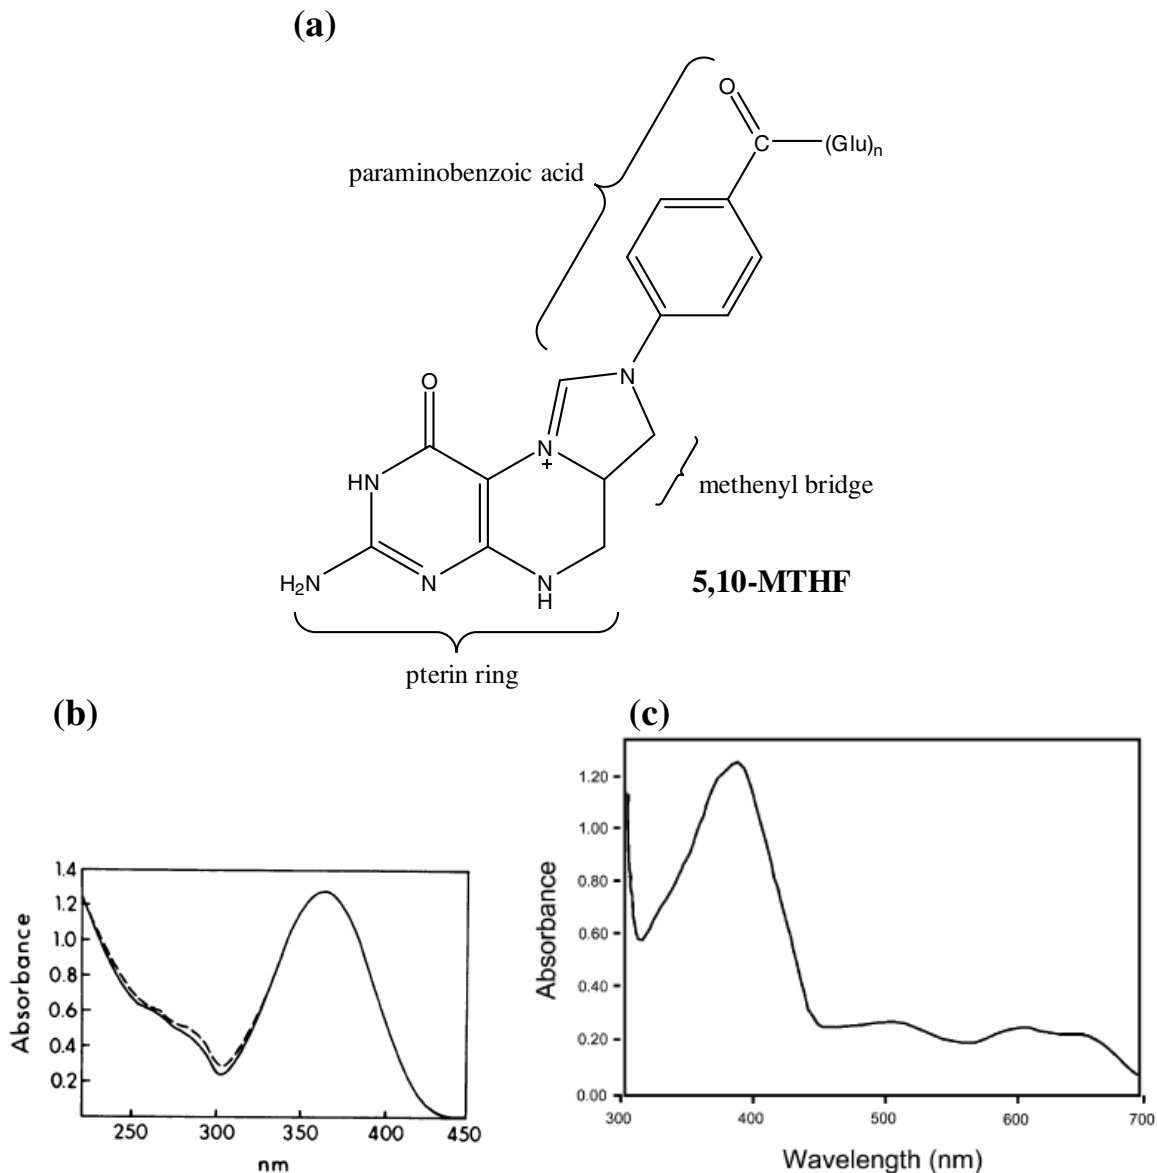 (a)
O
C
(Glu)n
paraminobenzoic acid
N
O
N
+
HN
methenyl bridge
H2N
N
N
H
5,10-MTHF
pterin ring
(b)
(c)
1.4
1.2
1.0
0.8
0.6
0.4
0.2
Absorbance
250
300
350
400
450
nm
1.20
1.00
0.80
0.60
0.40
0.20
0.00
Absorbance
300
400
500
600
700
Wavelength (nm)